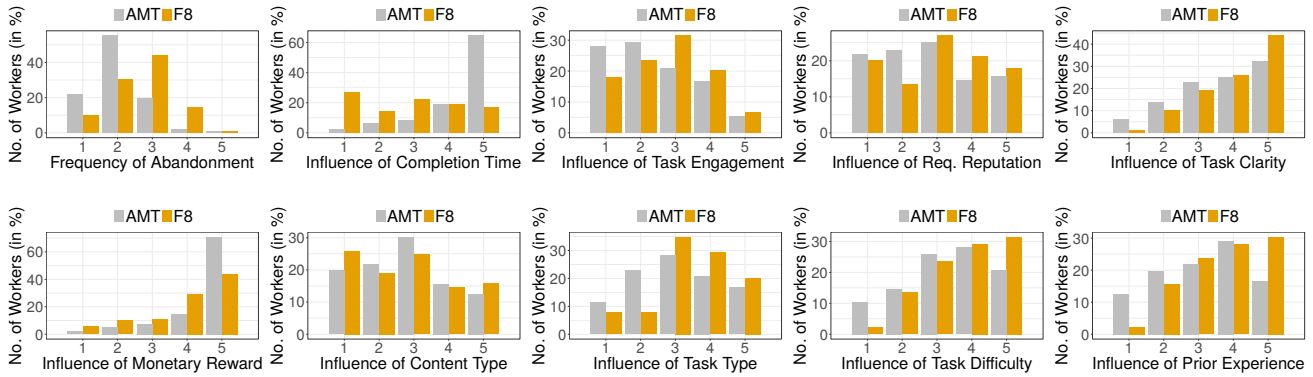 AMT F8
No. of Workers (in %)
40
20
0
1 2 3 4 5
Frequency of Abandonment
AMT F8
No. of Workers (in %)
60
40
20
0
1 2 3 4 5
Influence of Completion Time
AMT F8
No. of Workers (in %)
30
20
10
0
1 2 3 4 5
Influence of Task Engagement
AMT F8
No. of Workers (in %)
20
10
0
1 2 3 4 5
Influence of Req. Reputation
AMT F8
No. of Workers (in %)
40
30
20
10
0
1 2 3 4 5
Influence of Task Clarity
AMT F8
No. of Workers (in %)
60
40
20
0
1 2 3 4 5
Influence of Monetary Reward
AMT F8
No. of Workers (in %)
30
20
10
0
1 2 3 4 5
Influence of Content Type
AMT F8
No. of Workers (in %)
30
20
10
0
1 2 3 4 5
Influence of Task Type
AMT F8
No. of Workers (in %)
30
20
10
0
1 2 3 4 5
Influence of Task Difficulty
AMT F8
No. of Workers (in %)
30
20
10
0
1 2 3 4 5
Influence of Prior Experience